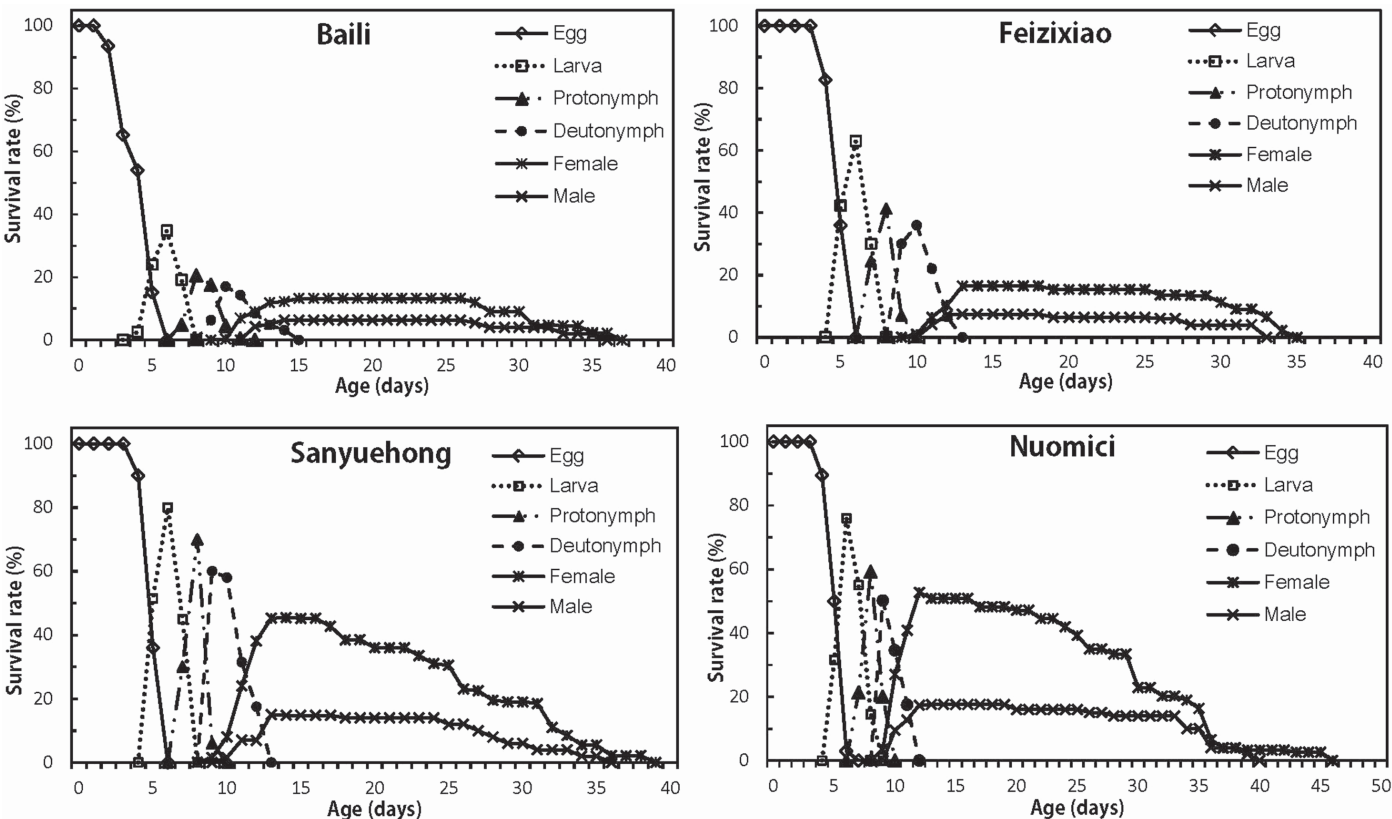 Baili
Survival rate (%)
100
80
60
40
20
0
Egg
Larva
Protonymph
Deutonymph
Female
Male
0 5 10 15 20 25 30 35 40
Age (days)
Feizixiao
Survival rate (%)
100
80
60
40
20
0
Egg
Larva
Protonymph
Deutonymph
Female
Male
0 5 10 15 20 25 30 35 40
Age (days)
Sanyuehong
Survival rate (%)
100
80
60
40
20
0
Egg
Larva
Protonymph
Deutonymph
Female
Male
0 5 10 15 20 25 30 35 40
Age (days)
Nuomici
Survival rate (%)
100
80
60
40
20
0
Egg
Larva
Protonymph
Deutonymph
Female
Male
0 5 10 15 20 25 30 35 40 45 50
Age (days)